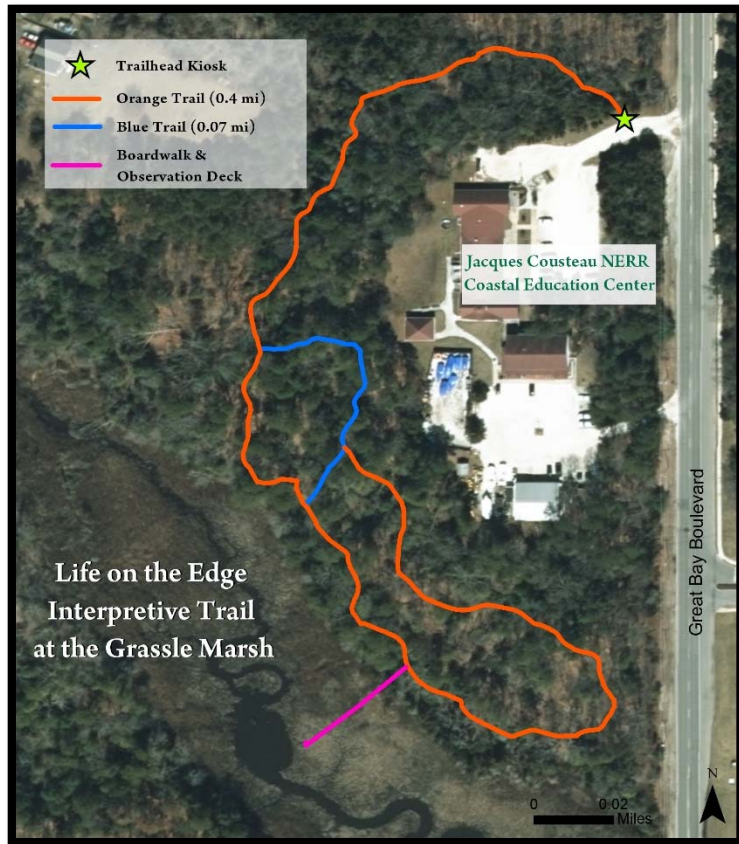 Trailhead Kiosk
Orange Trail (0.4 mi)
Blue Trail (0.07 mi)
Boardwalk &
Observation Deck
Jacques Cousteau NERR
Coastal Education Center
Great Bay Boulevard
Life on the Edge
Interpretive Trail
at the Grassle Marsh
N
0 0.02
Miles